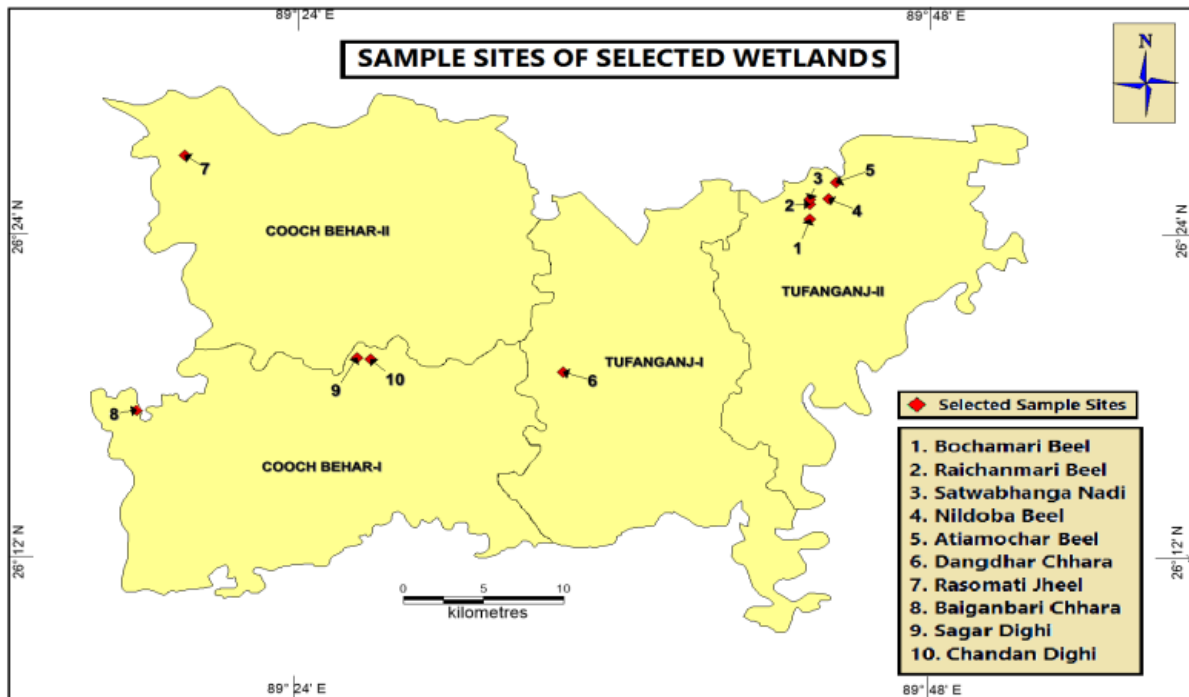 89° 24' E
89° 48' E
SAMPLE SITES OF SELECTED WETLANDS
N
7
3
5
2
4
1
26° 24' N
26° 24' N
COOCH BEHAR-II
TUFANGANJ-II
9
10
TUFANGANJ-I
6
8
COOCH BEHAR-I
Selected Sample Sites
1. Bochamari Beel
2. Raichanmari Beel
3. Satwabhanga Nadi
4. Nildoba Beel
5. Atiamochar Beel
6. Dangdhar Chhara
7. Rasomati Jheel
8. Baiganbari Chhara
9. Sagar Dighi
10. Chandan Dighi
26° 12' N
26° 12' N
0 5 10
kilometres
89° 24' E
89° 48' E